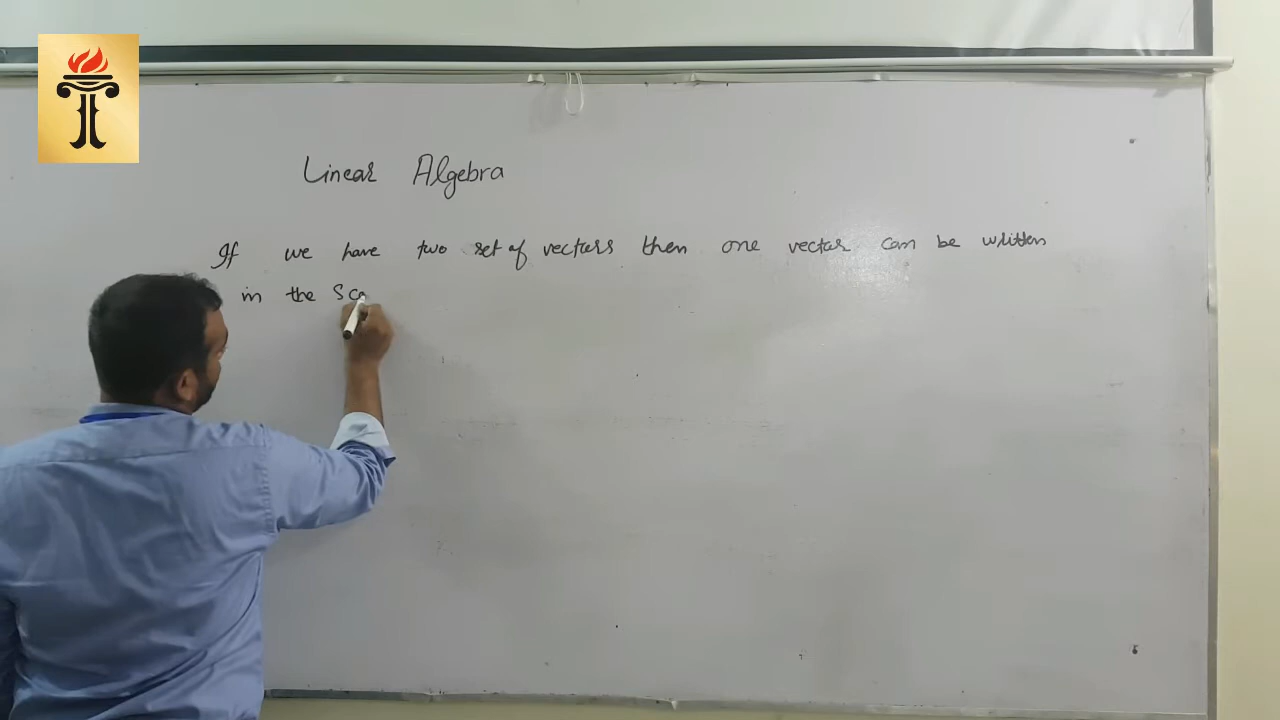 Linear Algebra
If we have two set of vectors then one vector can be written
in the Sca